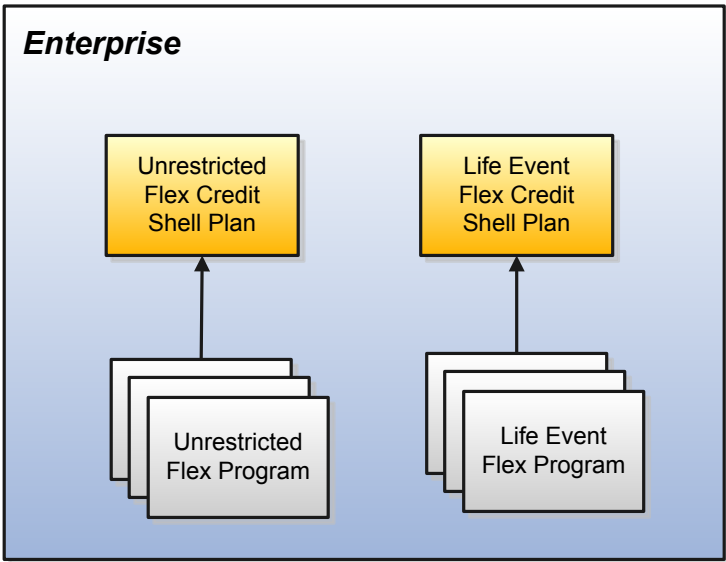 Enterprise
Unrestricted
Flex Credit
Shell Plan
Life Event
Flex Credit
Shell Plan
Unrestricted
Flex Program
Life Event
Flex Program